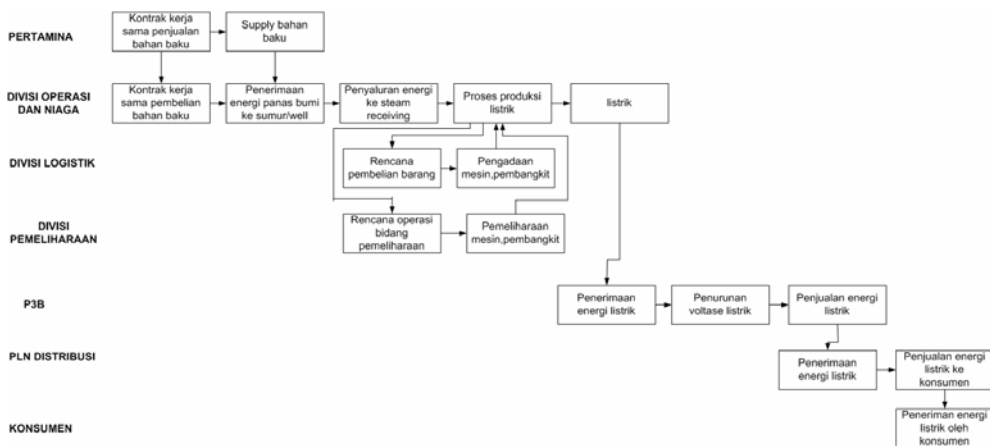 PERTAMINA
Kontrak kerja
sama penjualan
bahan baku
Supply bahan
baku
DIVISI OPERASI
DAN NIAGA
Kontrak kerja
sama pembelian
bahan baku
Penerimaan
energi panas bumi
ke sumur/well
Penyaluran energi
ke steam
receiving
Proses produksi
listrik
listrik
DIVISI LOGISTIK
Rencana
pembelian barang
Pengadaan
mesin,pembangkit
DIVISI
PEMELIHARAAN
Rencana operasi
bidang
pemeliharaan
Pemeliharaan
mesin,pembangkit
P3B
Penerimaan
energi listrik
Penurunan
voltase listrik
Penjualan energi
listrik
PLN DISTRIBUSI
Penerimaan
energi listrik
Penjualan energi
listrik ke
konsumen
KONSUMEN
Peneriman energi
listrik oleh
konsumen